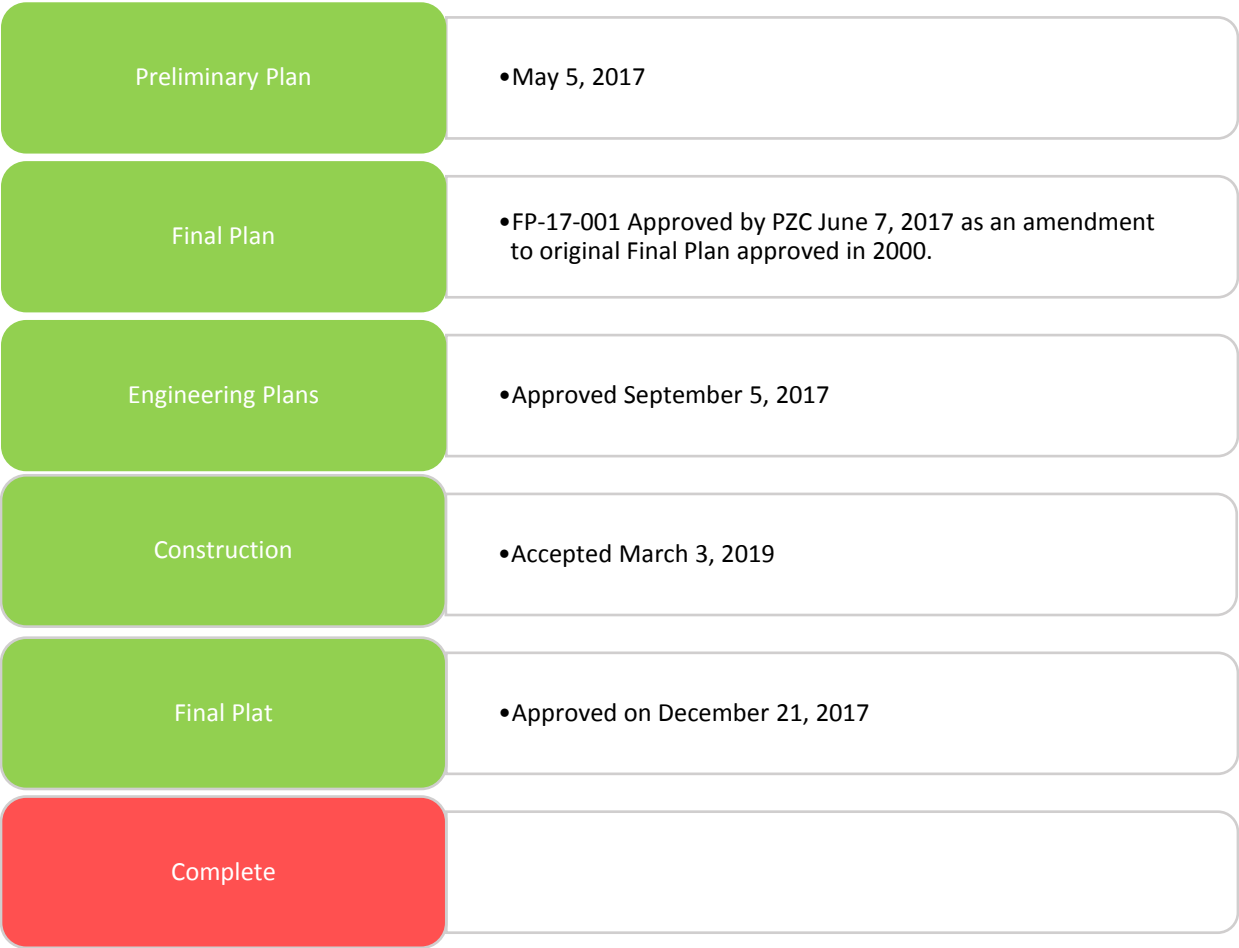 Preliminary Plan
•May 5, 2017
Final Plan
•FP-17-001 Approved by PZC June 7, 2017 as an amendment
to original Final Plan approved in 2000.
Engineering Plans
•Approved September 5, 2017
Construction
•Accepted March 3, 2019
Final Plat
•Approved on December 21, 2017
Complete